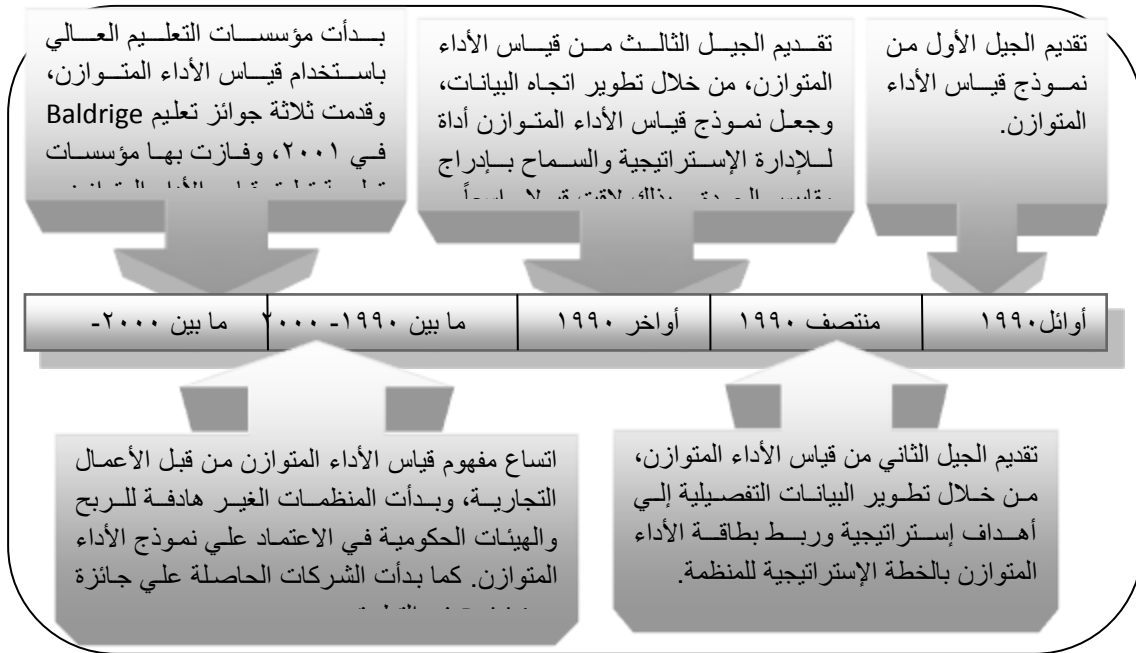 تقديم الجيل الأول من
نموذج قياس الأداء
المتوازن.
تقديم الجيل الثالث من قياس الأداء
المتوازن، من خلال تطوير اتجاه البيانات،
وجعل نموذج قياس الأداء المتوازن أداة
للإدارة الإستراتيجية والسماح بإدراج
بدأت مؤسسات التعليم العالي
باستخدام قياس الأداء المتوازن،
وقدمت ثلاثة جوائز تعليم Baldrige
في ٢٠٠١، وفازت بها مؤسسات
أوائل ١٩٩٠
منتصف ١٩٩٠
أواخر ١٩٩٠
ما بين ١٩٩٠- ٢٠٠٠
ما بين ٢٠٠٠-
تقديم الجيل الثاني من قياس الأداء المتوازن،
من خلال تطوير البيانات التفصيلية إلي
أهداف إستراتيجية وربط بطاقة الأداء
المتوازن بالخطة الإستراتيجية للمنظمة.
اتساع مفهوم قياس الأداء المتوازن من قبل الأعمال
التجارية، وبدأت المنظمات الغير هادفة للربح
والهيئات الحكومية في الاعتماد علي نموذج الأداء
المتوازن. كما بدأت الشركات الحاصلة علي جائزة